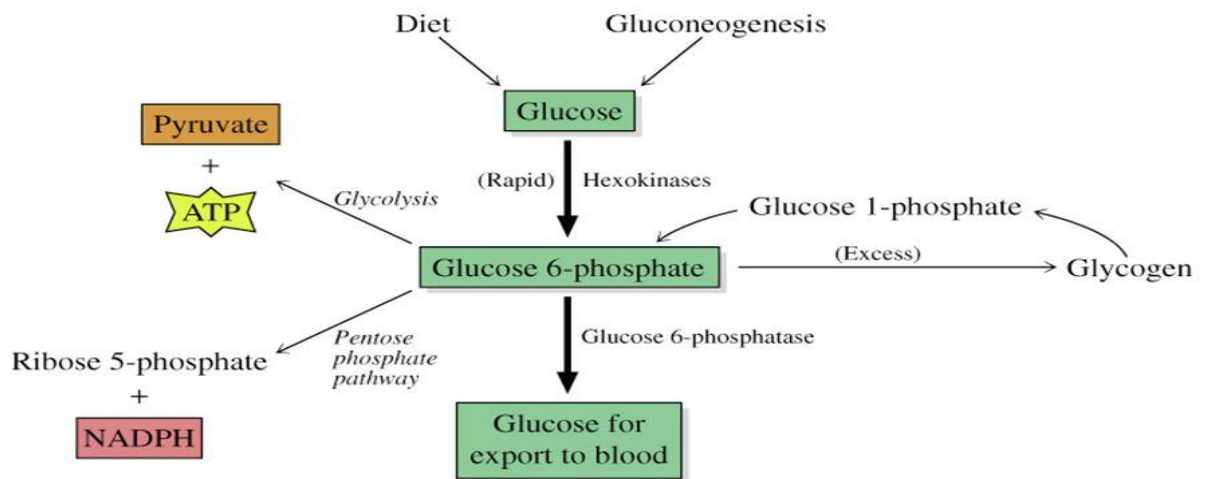 Diet
Gluconeogenesis
Glucose
Pyruvate
+
ATP
(Rapid)
Hexokinases
Glycolysis
Glucose 1-phosphate
Glucose 6-phosphate
(Excess)
Glycogen
Glucose 6-phosphatase
Pentose
phosphate
pathway
Ribose 5-phosphate
+
NADPH
Glucose for
export to blood